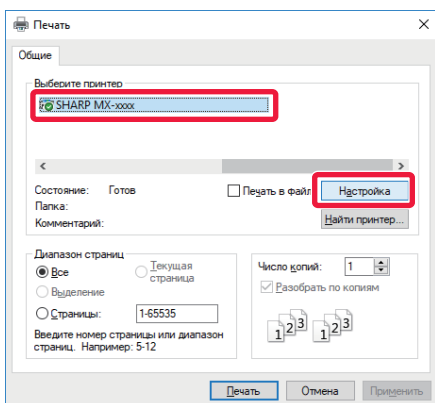 Печать
Общие
Выберите принтер
SHARP MX-xxxx
Состояние: Готов
Папка:
Комментарий:
Печать в файл
Настройка
Найти принтер...
Диапазон страниц
Все
Текущая
страница
Выделение
Страницы: 1-65535
Введите номер страницы или диапазон
страниц. Например: 5-12
Число копий: 1
Разобрать по копиям
1 2 3 1 2 3
Печать Отмена Применить